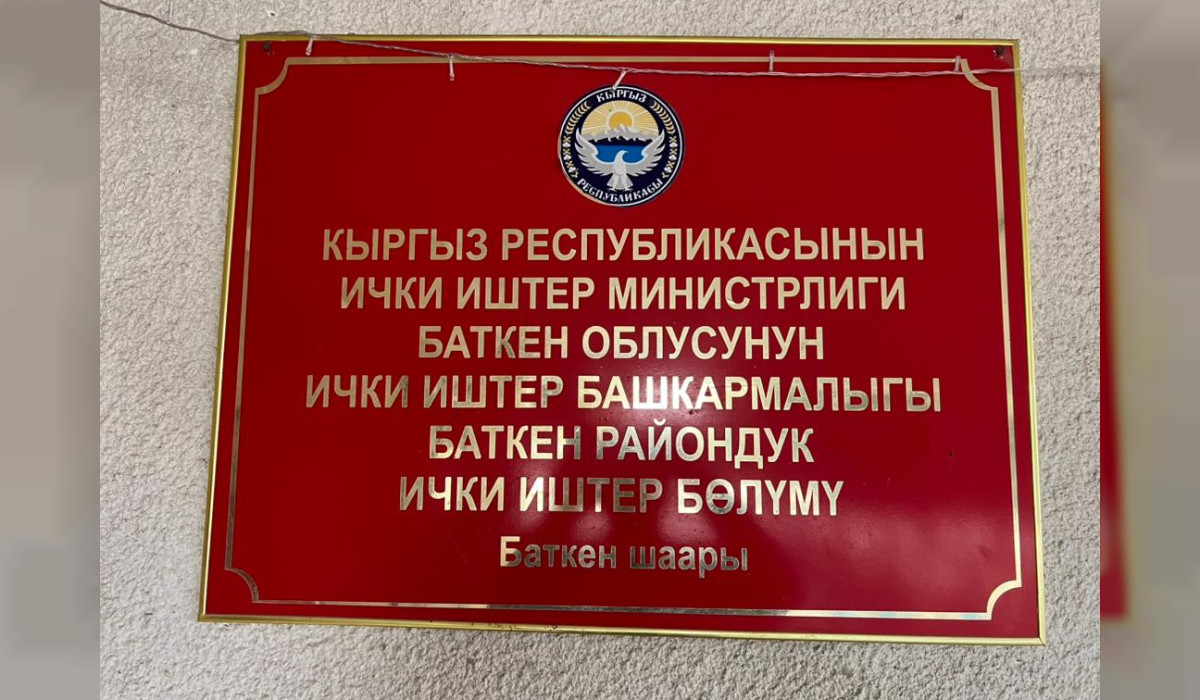 КЫРГЫЗ
РЕСПУБЛИКАСЫ
КЫРГЫЗ РЕСПУБЛИКАСЫНЫН
ИЧКИ ИШТЕР МИНИСТРЛИГИ
БАТКЕН ОБЛУСУНУН
ИЧКИ ИШТЕР БАШКАРМАЛЫГЫ
БАТКЕН РАЙОНДУК
ИЧКИ ИШТЕР БӨЛҮМҮ
Баткен шаары